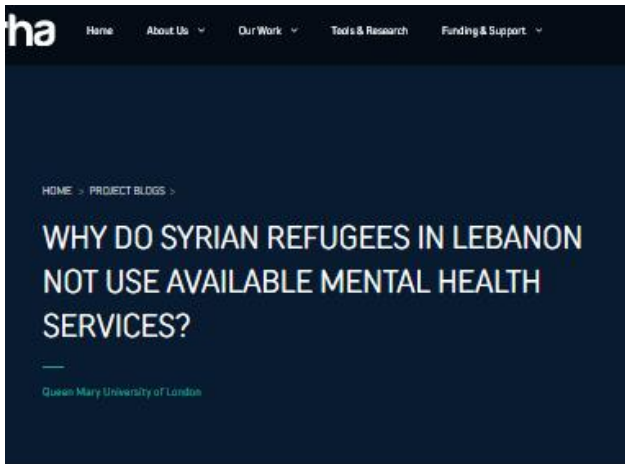 rha Home About Us Our Work Tools & Research Funding & Support
HOME > PROJECT BLOGS >
WHY DO SYRIAN REFUGEES IN LEBANON
NOT USE AVAILABLE MENTAL HEALTH
SERVICES?
Queen Mary University of London